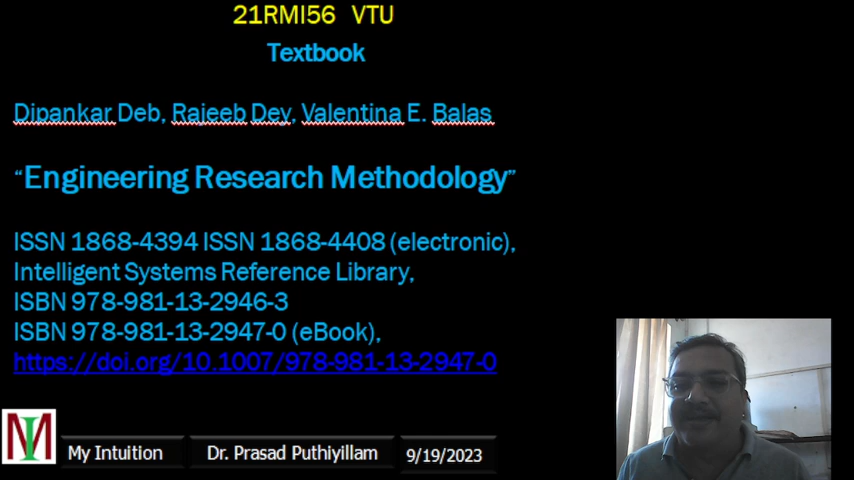 21RMI56 VTU
Textbook
Dipankar Deb, Rajeeb Dey, Valentina E. Balas
“Engineering Research Methodology”
ISSN 1868-4394 ISSN 1868-4408 (electronic),
Intelligent Systems Reference Library,
ISBN 978-981-13-2946-3
ISBN 978-981-13-2947-0 (eBook),
https://doi.org/10.1007/978-981-13-2947-0
MI
My Intuition
Dr. Prasad Puthiyillam
9/19/2023